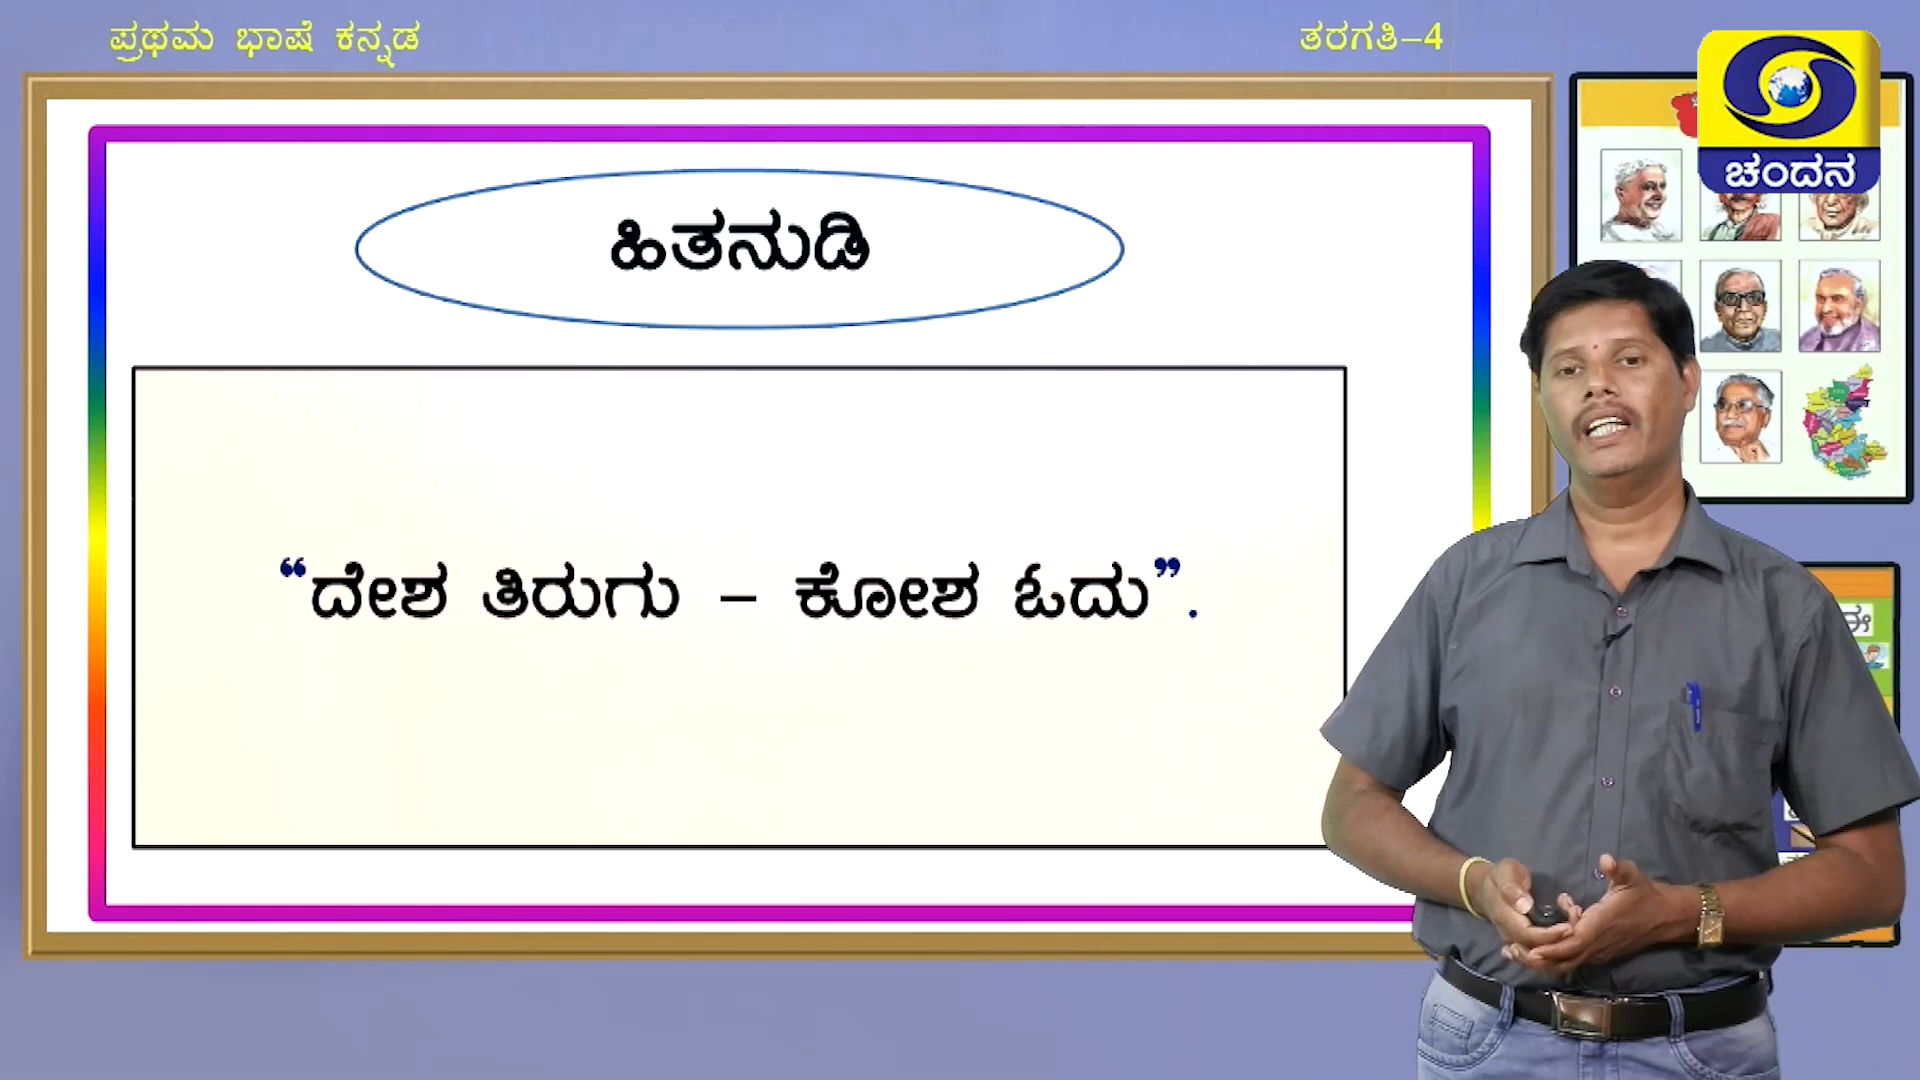 ಪ್ರಥಮ ಭಾಷೆ ಕನ್ನಡ
ತರಗತಿ–4
ಚಂದನ
ಹಿತನುಡಿ
“ದೇಶ ತಿರುಗು – ಕೋಶ ಓದು”.
ಈ